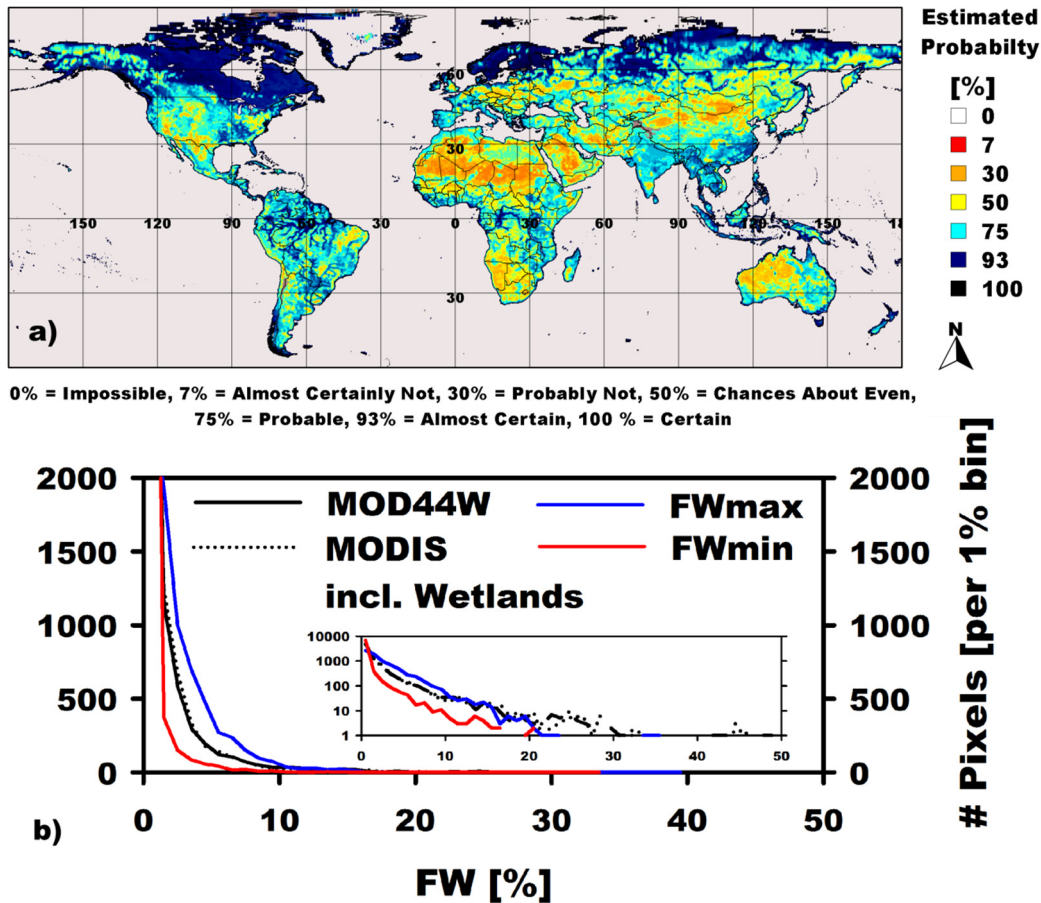 Estimated
Probabilty
[%]
0
7
30
50
75
93
100
N
60
30
150 120 90 60 30 0 30 60 90 120 150 18
30
a)
0% = Impossible, 7% = Almost Certainly Not, 30% = Probably Not, 50% = Chances About Even,
75% = Probable, 93% = Almost Certain, 100 % = Certain
2000 2000
1500 1500
1000 1000
500 500
0 0
MOD44W FWmax
MODIS FWmin
incl. Wetlands
10000
1000
100
10
1
0 10 20 30 40 50
0 10 20 30 40 50
b)
FW [%]
# Pixels [per 1% bin]